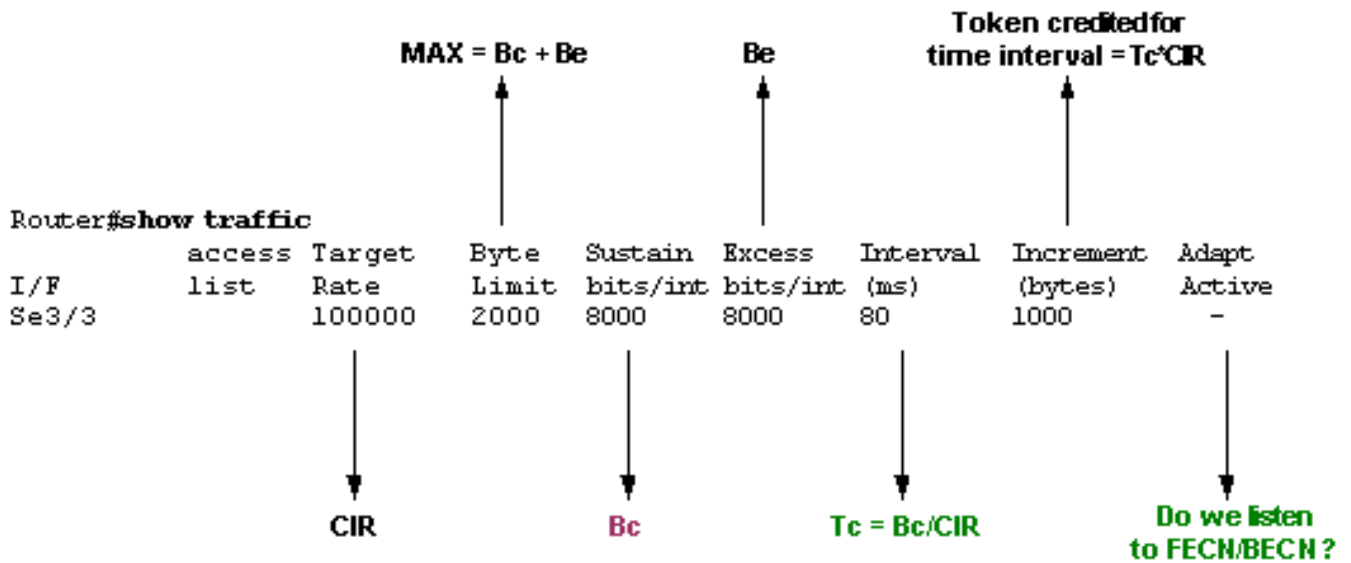 Token credited for
MAX = Bc + Be Be time interval = Tc*CIR
Router#show traffic
access Target Byte Sustain Excess Interval Increment Adapt
I/F list Rate Limit bits/int bits/int (ms) (bytes) Active
Se3/3 100000 2000 8000 8000 80 1000 -
CIR Bc Tc = Bc/CIR Do we listen
to FECN/BECN ?